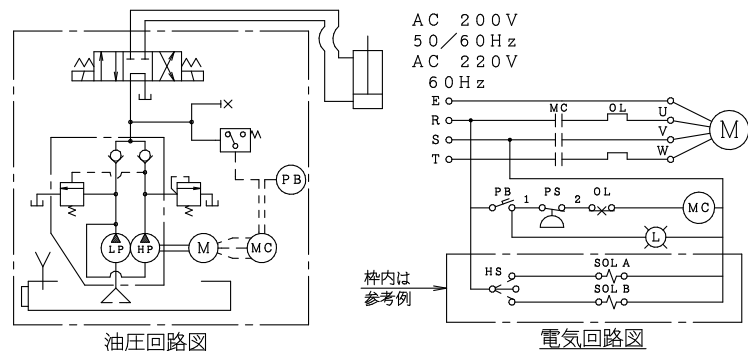 AC 200V
50/60Hz
AC 220V
60Hz
E
R
S
T
MC
OL
U
V
W
M
PB
1
PS
2
OL
MC
L
HS
SOL A
SOL B
枠内は
参考例
電気回路図
PB
LP
HP
M
MC
油圧回路図